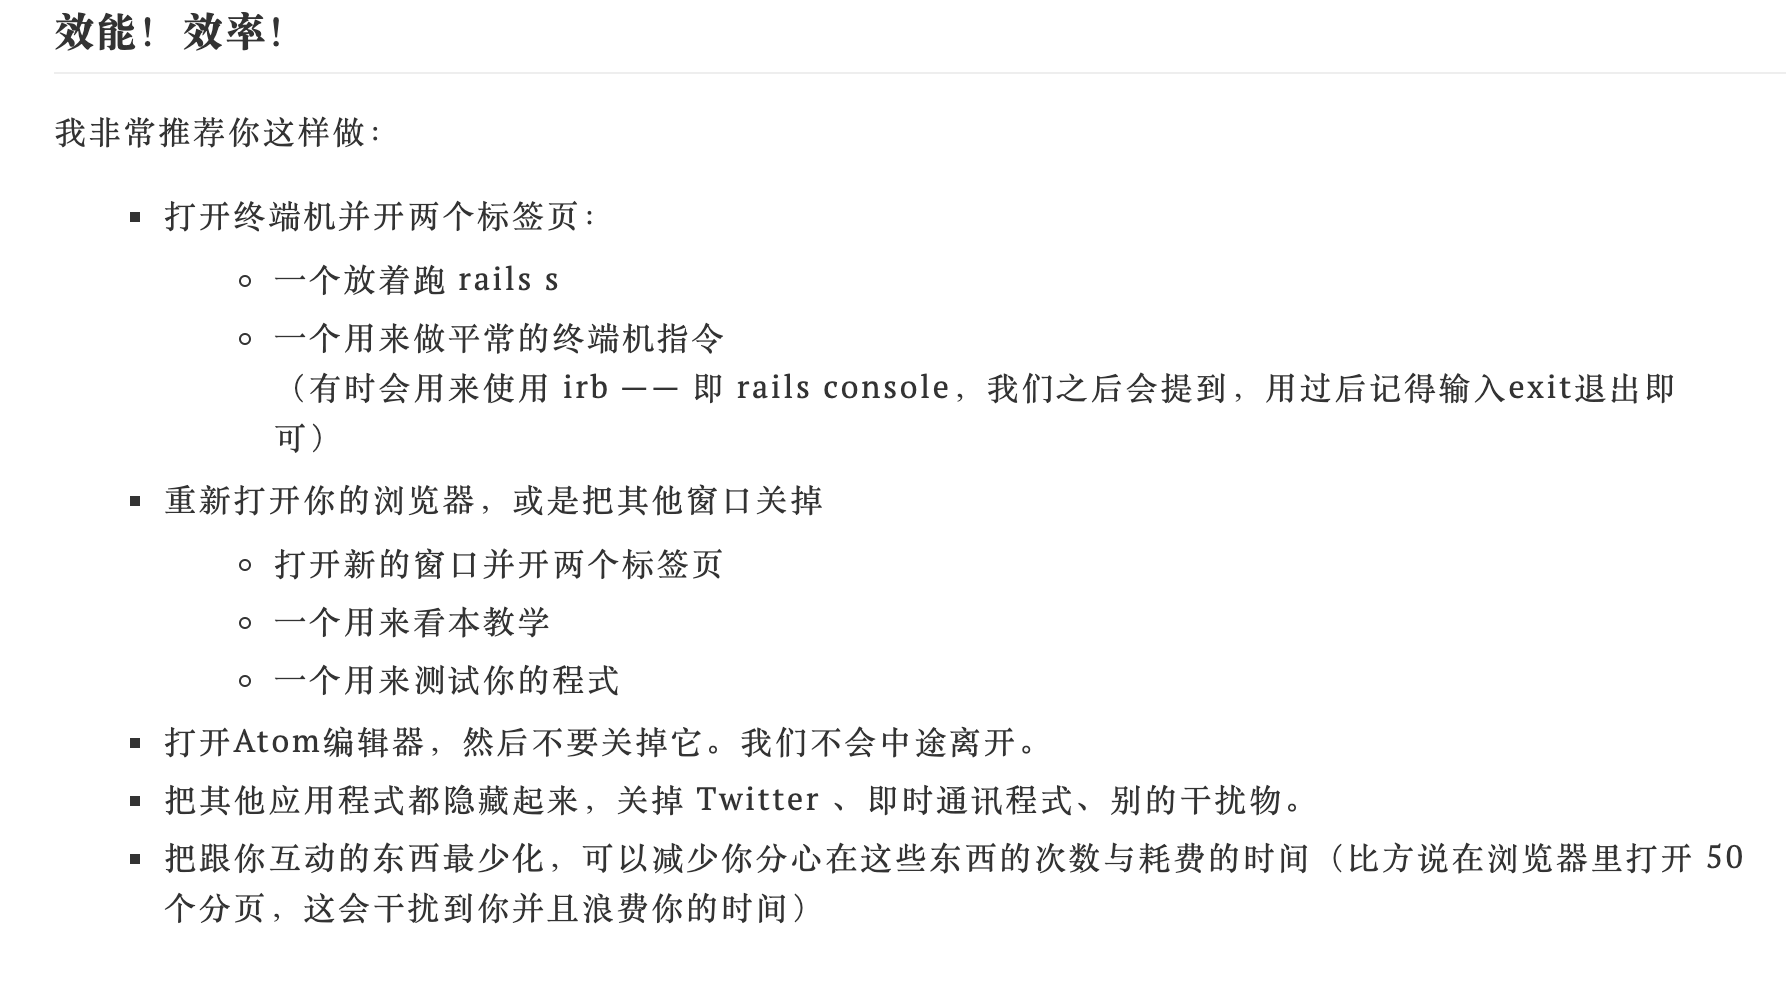 效能！效率！
我非常推荐你这样做：
打开终端机并开两个标签页：
一个放着跑 rails s
一个用来做平常的终端机指令
（有时会用来使用 irb —— 即 rails console，我们之后会提到，用过后记得输入exit退出即
可）
重新打开你的浏览器，或是把其他窗口关掉
打开新的窗口并开两个标签页
一个用来看本教学
一个用来测试你的程式
打开Atom编辑器，然后不要关掉它。我们不会中途离开。
把其他应用程式都隐藏起来，关掉 Twitter 、即时通讯程式、别的干扰物。
把跟你互动的东西最少化，可以减少你分心在这些东西的次数与耗费的时间（比方说在浏览器里打开 50
个分页，这会干扰到你并且浪费你的时间）